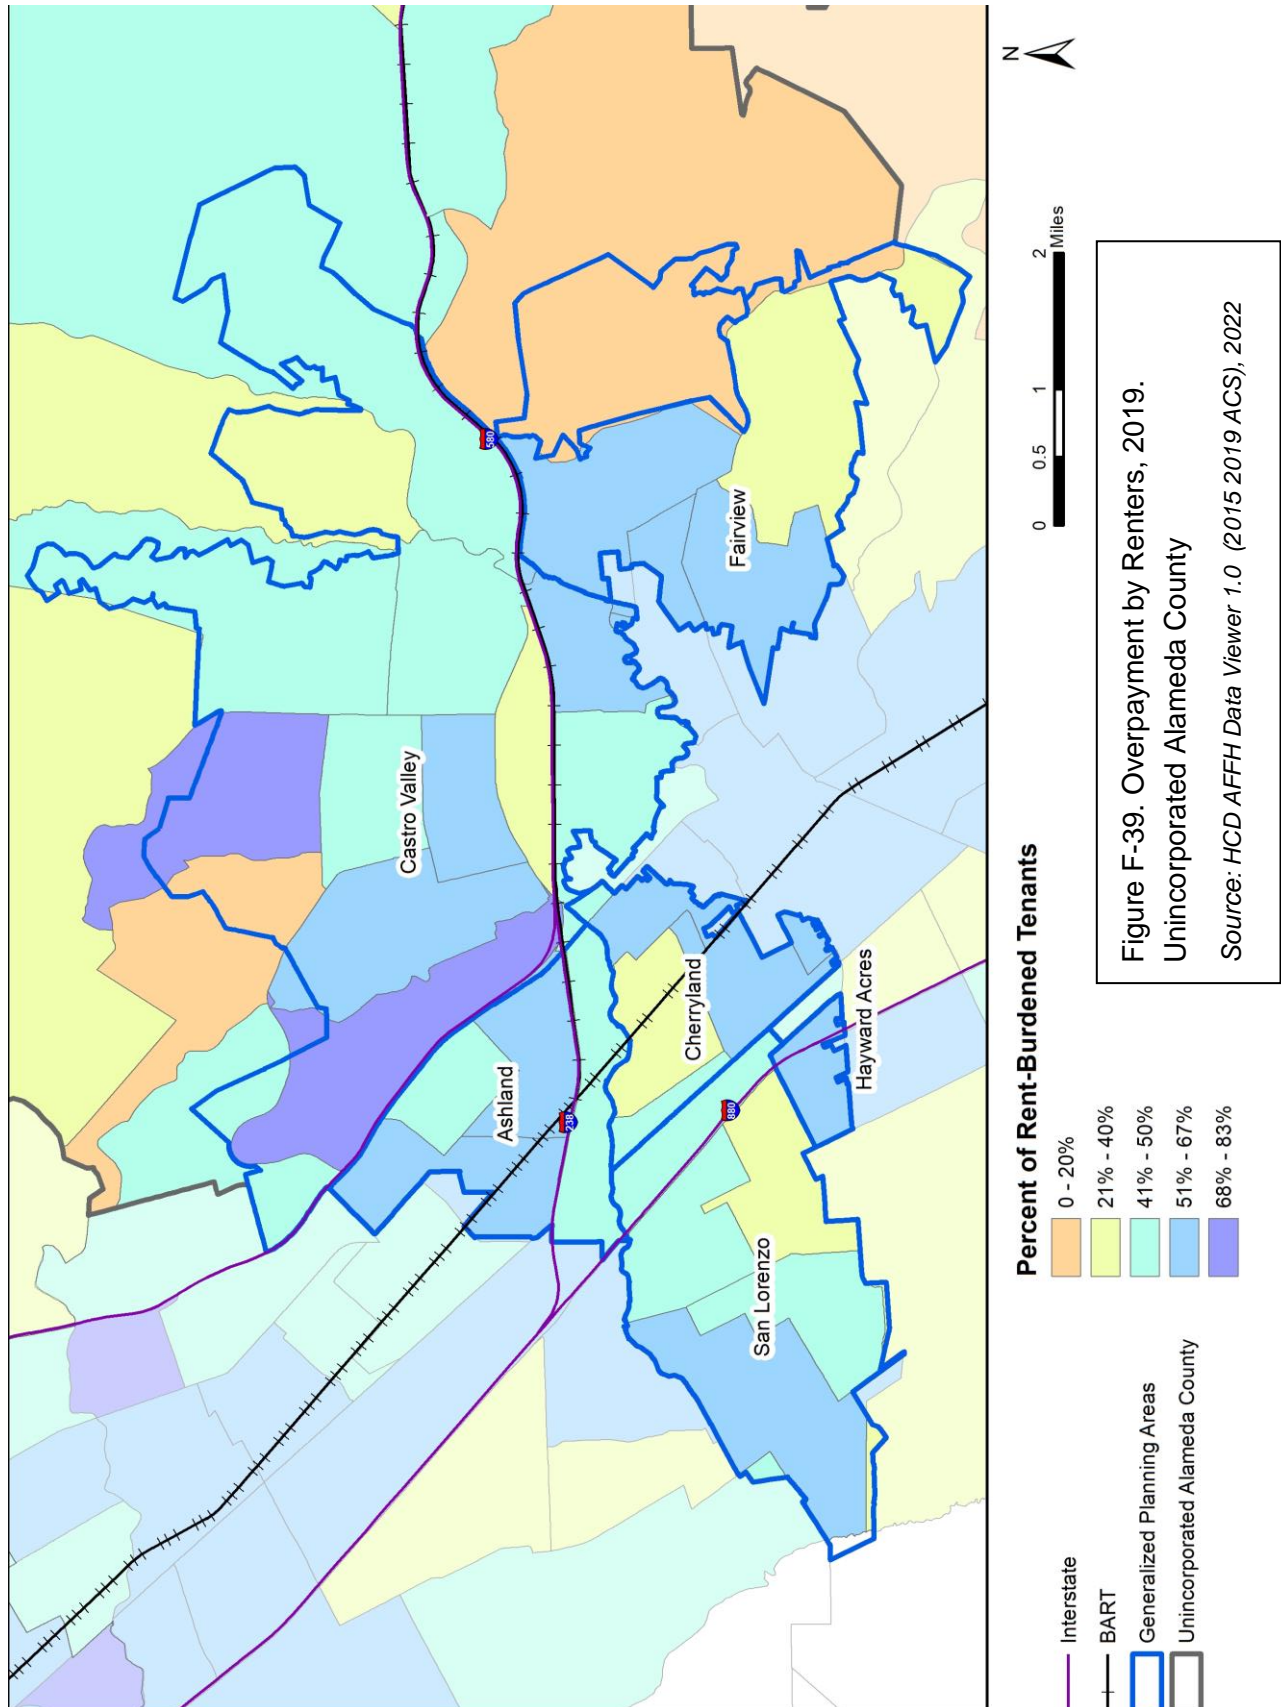 Castro Valley
Ashland
Fairview
Cherryland
San Lorenzo
Hayward Acres
580
238
880
N
0 0.5 1 2
Miles
Interstate
BART
Generalized Planning Areas
Unincorporated Alameda County
Percent of Rent-Burdened Tenants
0 - 20%
21% - 40%
41% - 50%
51% - 67%
68% - 83%
Figure F-39. Overpayment by Renters, 2019.
Unincorporated Alameda County
Source: HCD AFFH Data Viewer 1.0 (2015 2019 ACS), 2022